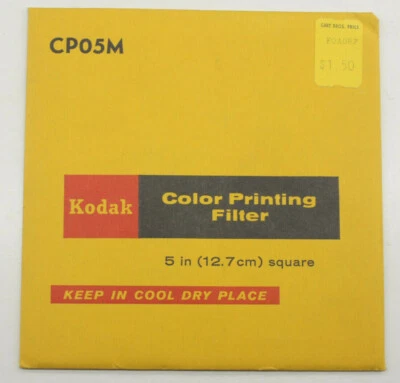 CP05M
$1.50
Kodak
Color Printing
Filter
5 in (12.7cm) square
KEEP IN COOL DRY PLACE